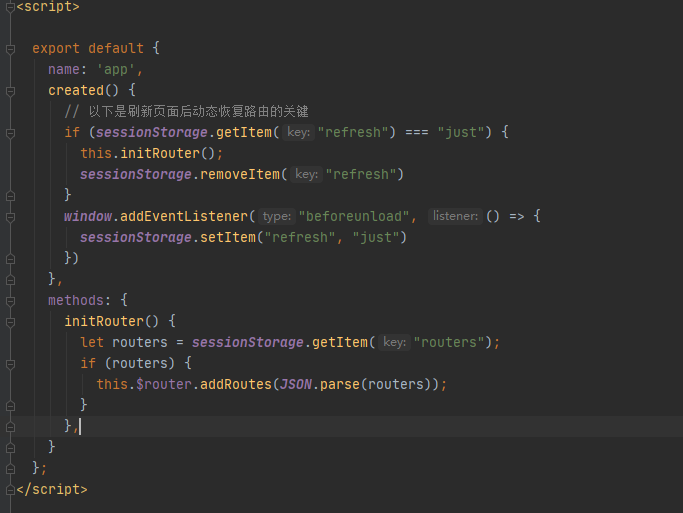 <script>
export default {
name: 'app',
created() {
// 以下是刷新页面后动态恢复路由的关键
if (sessionStorage.getItem( key: "refresh") === "just") {
this.initRouter();
sessionStorage.removeItem( key: "refresh")
}
window.addEventListener( type: "beforeunload", listener: () => {
sessionStorage.setItem("refresh", "just")
})
},
methods: {
initRouter() {
let routers = sessionStorage.getItem( key: "routers");
if (routers) {
this.$router.addRoutes(JSON.parse(routers));
}
},
}
};
</script>